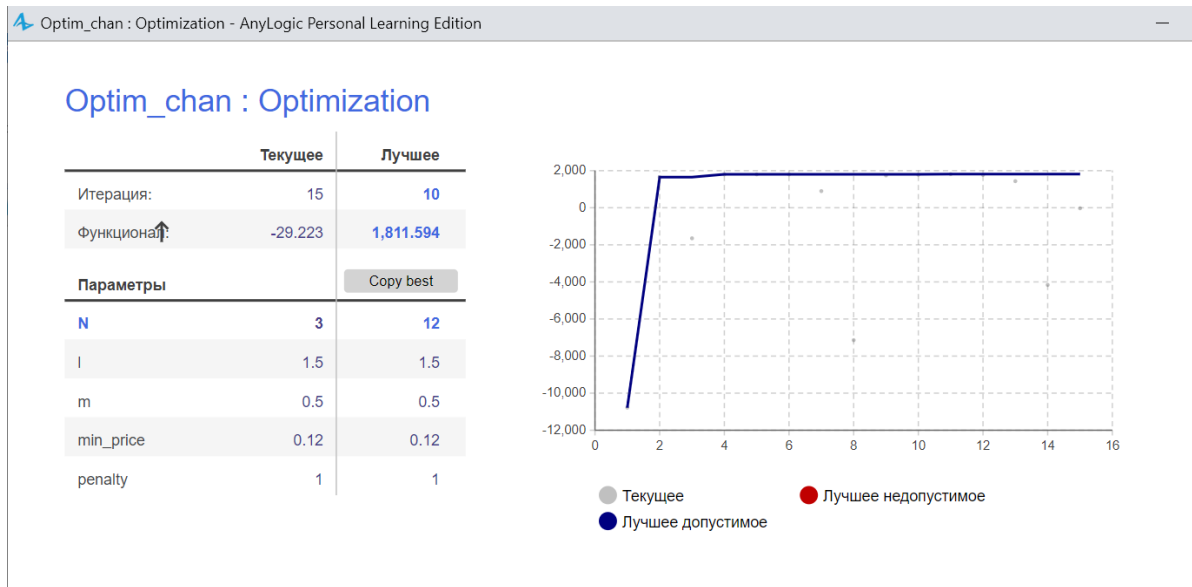 Optim_chan : Optimization - AnyLogic Personal Learning Edition
Optim_chan : Optimization
Текущее Лучшее
Итерация: 15 10
Функционал: -29.223 1,811.594
Параметры Copy best
N 3 12
l 1.5 1.5
m 0.5 0.5
min_price 0.12 0.12
penalty 1 1
2,000
0
-2,000
-4,000
-6,000
-8,000
-10,000
-12,000
0 2 4 6 8 10 12 14 16
Текущее Лучшее недопустимое
Лучшее допустимое